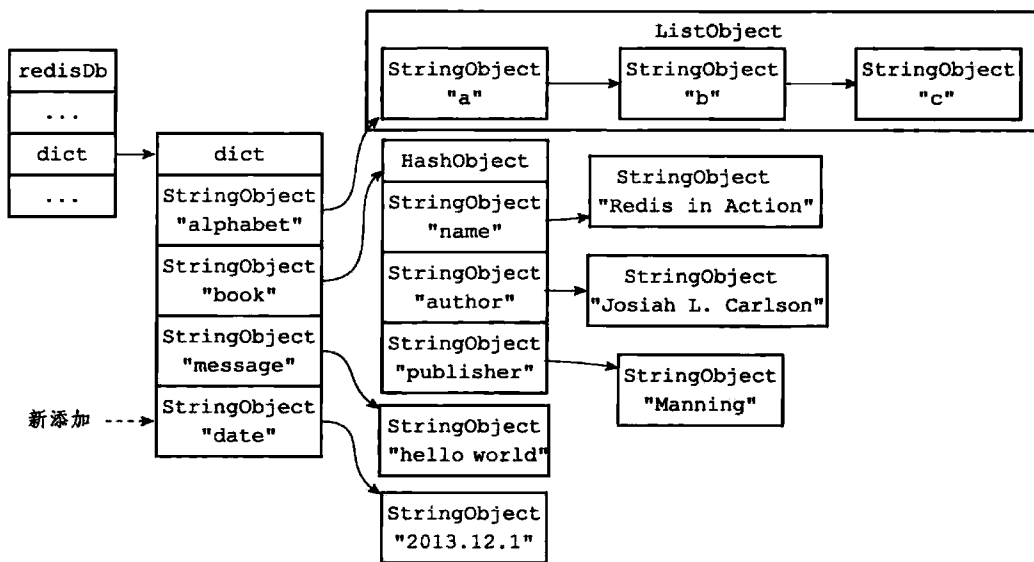 ListObject
redisDb
...
dict
...
StringObject
"a"
StringObject
"b"
StringObject
"c"
dict
StringObject
"alphabet"
StringObject
"book"
StringObject
"message"
新添加
StringObject
"date"
HashObject
StringObject
"name"
StringObject
"author"
StringObject
"publisher"
StringObject
"Redis in Action"
StringObject
"Josiah L. Carlson"
StringObject
"Manning"
StringObject
"hello world"
StringObject
"2013.12.1"